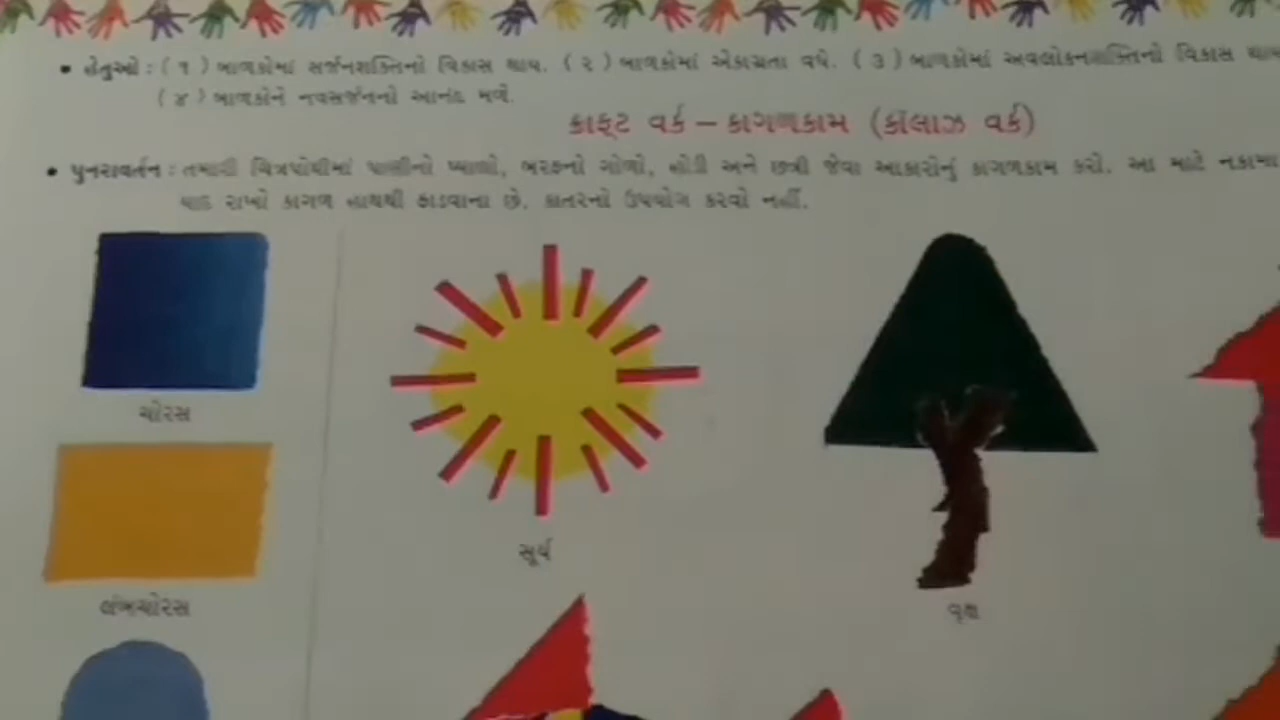 • હેતુઓ : (૧) બાળકોમાં સર્જનશક્તિનો વિકાસ થાય. (૨) બાળકોમાં એકાગ્રતા વધે. (૩) બાળકોમાં અવલોકનશક્તિનો વિકાસ થાય
(૪) બાળકોને નવસર્જનનો આનંદ મળે.
ક્રાફ્ટ વર્ક – કાગળકામ (કૉલાઝ વર્ક)
• પુનરાવર્તન : તમારી ચિત્રપોથીમાં પાણીનો પ્યાલો, બરફનો ગોળો, હોડી અને છત્રી જેવા આકારોનું કાગળકામ કરો. આ માટે નકામા
યાદ રાખો કાગળ હાથથી ફાડવાના છે. કાતરનો ઉપયોગ કરવો નહીં.
ચોરસ
સૂર્ય
લંબચોરસ
વૃક્ષ